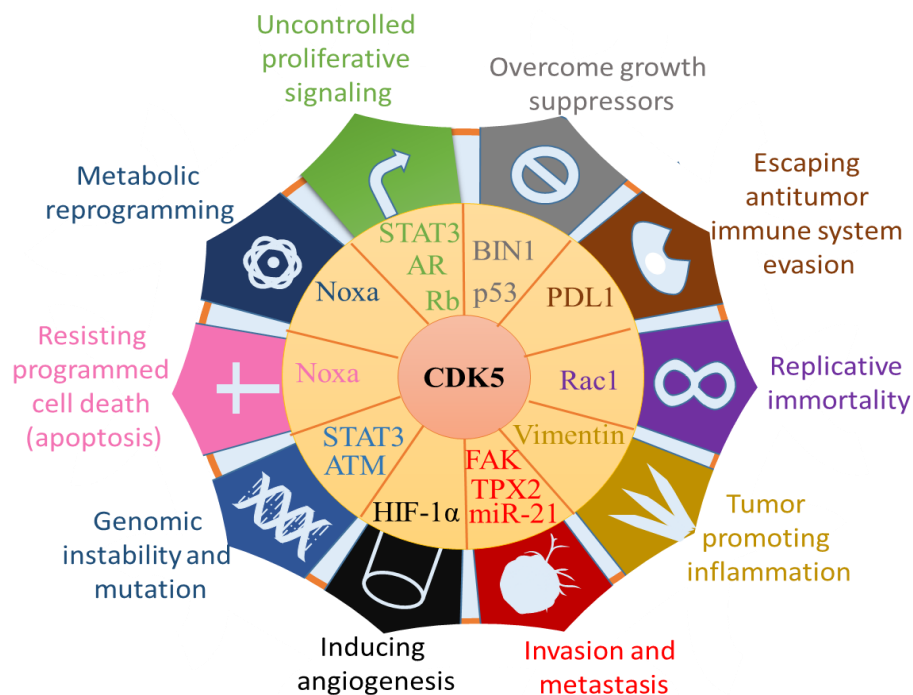 Uncontrolled
proliferative
signaling
Overcome growth
suppressors
Escaping
antitumor
immune system
evasion
Replicative
immortality
Tumor
promoting
inflammation
Invasion and
metastasis
Inducing
angiogenesis
Genomic
instability and
mutation
Resisting
programmed
cell death
(apoptosis)
Metabolic
reprogramming
STAT3
AR
Rb
BIN1
p53
PDL1
Rac1
Vimentin
FAK
TPX2
miR-21
HIF-1α
STAT3
ATM
Noxa
Noxa
CDK5